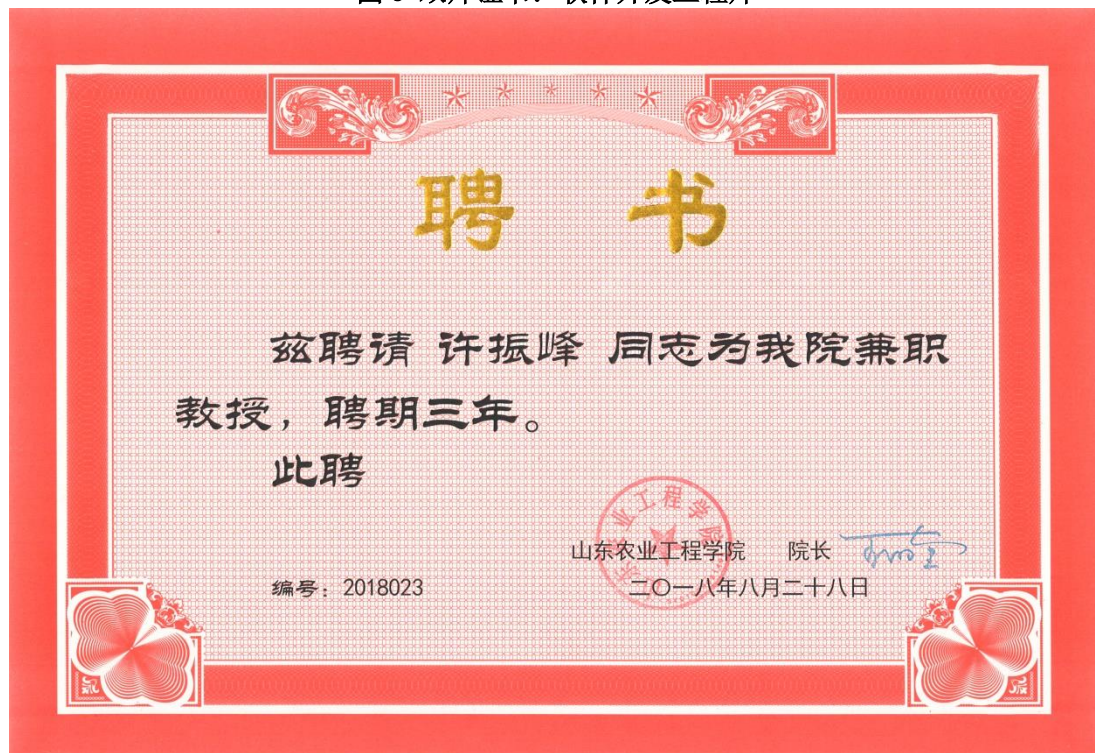 聘 书
兹聘请 许振峰 同志为我院兼职
教授，聘期三年。
此聘
山东农业工程学院 院长
编号：2018023
二〇一八年八月二十八日